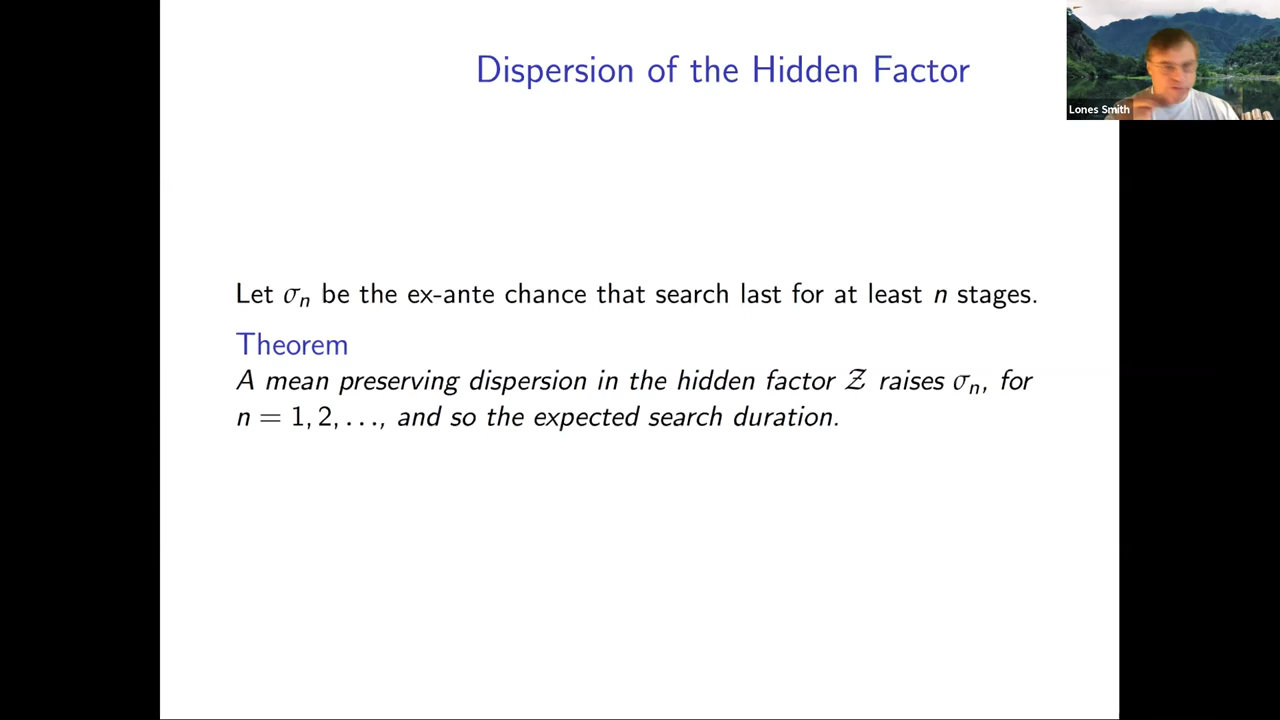 Dispersion of the Hidden Factor
Lones Smith
Let σₙ be the ex-ante chance that search last for at least n stages.
Theorem
A mean preserving dispersion in the hidden factor 𝒵 raises σₙ, for
n = 1, 2, . . ., and so the expected search duration.